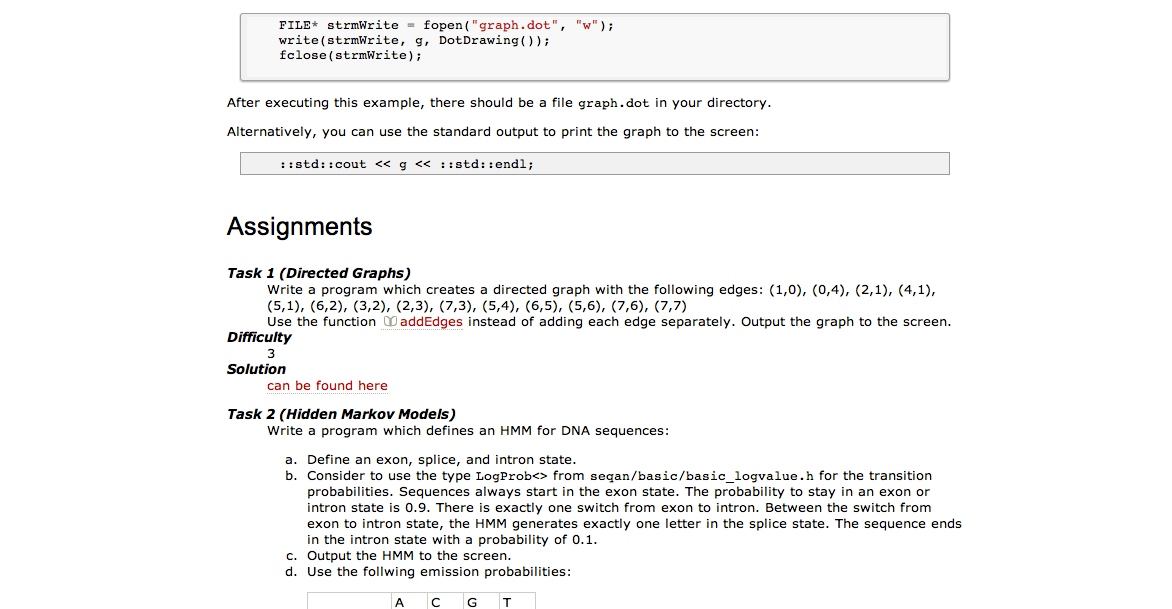 FILE* strmWrite = fopen("graph.dot", "w");
write(strmWrite, g, DotDrawing());
fclose(strmWrite);
After executing this example, there should be a file graph.dot in your directory.
Alternatively, you can use the standard output to print the graph to the screen:
::std::cout << g << ::std::endl;
Assignments
Task 1 (Directed Graphs)
Write a program which creates a directed graph with the following edges: (1,0), (0,4), (2,1), (4,1),
(5,1), (6,2), (3,2), (2,3), (7,3), (5,4), (6,5), (5,6), (7,6), (7,7)
Use the function addEdges instead of adding each edge separately. Output the graph to the screen.
Difficulty
3
Solution
can be found here
Task 2 (Hidden Markov Models)
Write a program which defines an HMM for DNA sequences:
a. Define an exon, splice, and intron state.
b. Consider to use the type LogProb<> from seqan/basic/basic_logvalue.h for the transition
probabilities. Sequences always start in the exon state. The probability to stay in an exon or
intron state is 0.9. There is exactly one switch from exon to intron. Between the switch from
exon to intron state, the HMM generates exactly one letter in the splice state. The sequence ends
in the intron state with a probability of 0.1.
c. Output the HMM to the screen.
d. Use the follwing emission probabilities:
A C G T